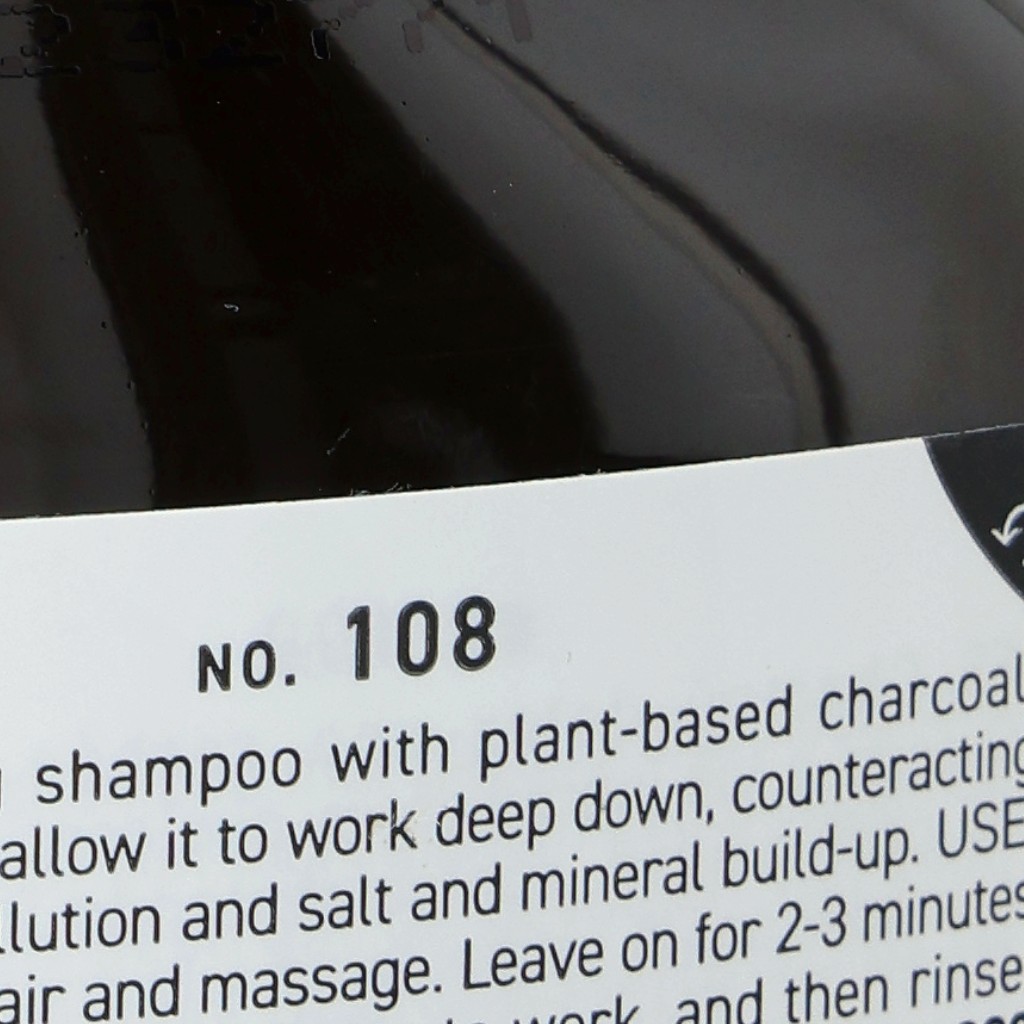 NO. 108
shampoo with plant-based charcoal
allow it to work deep down, counteracting
and salt and mineral build-up. USE
and massage. Leave on for 2-3 minutes
work, and then rinse